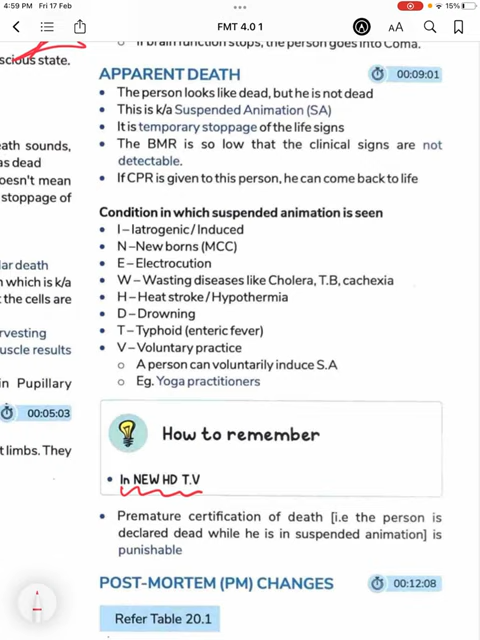 4:59 PM Fri 17 Feb
15%
FMT 4.0 1
AA
scious state.
eath sounds,
as dead
oesn't mean
stoppage of
lar death
n which is k/a
t the cells are
rvesting
uscle results
in Pupillary
00:05:03
t limbs. They
If brain function stops, the person goes into Coma.
APPARENT DEATH 00:09:01
• The person looks like dead, but he is not dead
• This is k/a Suspended Animation (SA)
• It is temporary stoppage of the life signs
• The BMR is so low that the clinical signs are not
detectable.
• If CPR is given to this person, he can come back to life
Condition in which suspended animation is seen
• I – Iatrogenic / Induced
• N –New borns (MCC)
• E – Electrocution
• W – Wasting diseases like Cholera, T.B, cachexia
• H – Heat stroke / Hypothermia
• D – Drowning
• T – Typhoid (enteric fever)
• V – Voluntary practice
o A person can voluntarily induce S.A
o Eg. Yoga practitioners
How to remember
• In NEW HD T.V
• Premature certification of death [i.e the person is
declared dead while he is in suspended animation] is
punishable
POST-MORTEM (PM) CHANGES 00:12:08
Refer Table 20.1